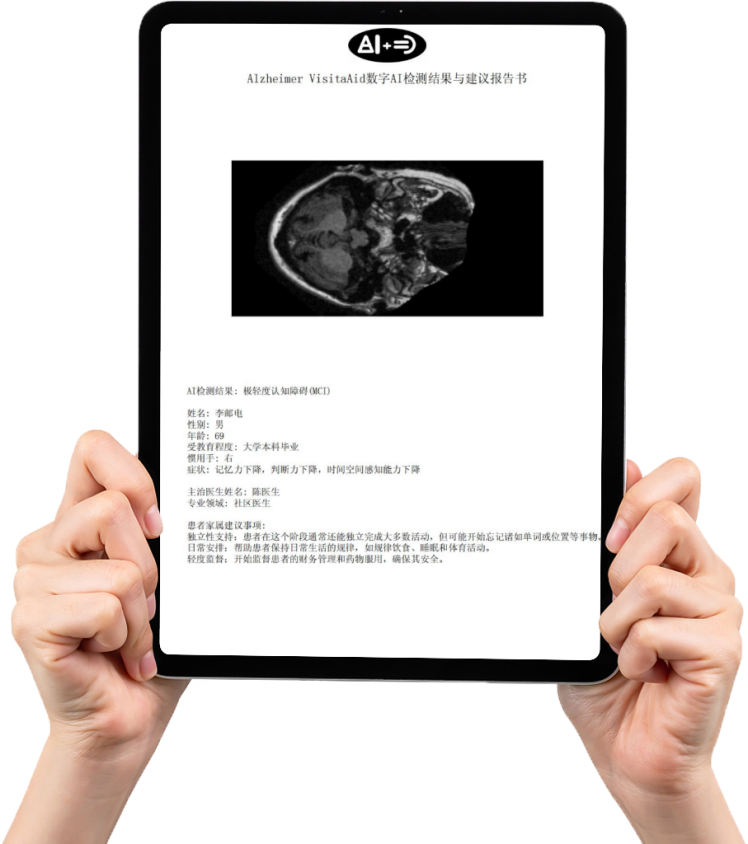 AI+
Alzheimer VisitaAid数字AI检测结果与建议报告书
AI检测结果: 极轻度认知障碍(MCI)
姓名: 李邮电
性别: 男
年龄: 69
受教育程度: 大学本科毕业
惯用手: 右
症状: 记忆力下降, 判断力下降, 时间空间感知能力下降
主治医生姓名: 陈医生
专业领域: 社区医生
患者家属建议事项:
独立性支持: 患者在这个阶段通常还能独立完成大多数活动, 但可能开始忘记诸如单词或位置等事物。
日常安排: 帮助患者保持日常生活的规律, 如规律饮食、睡眠和体育活动。
轻度监督: 开始监督患者的财务管理和药物服用, 确保其安全。